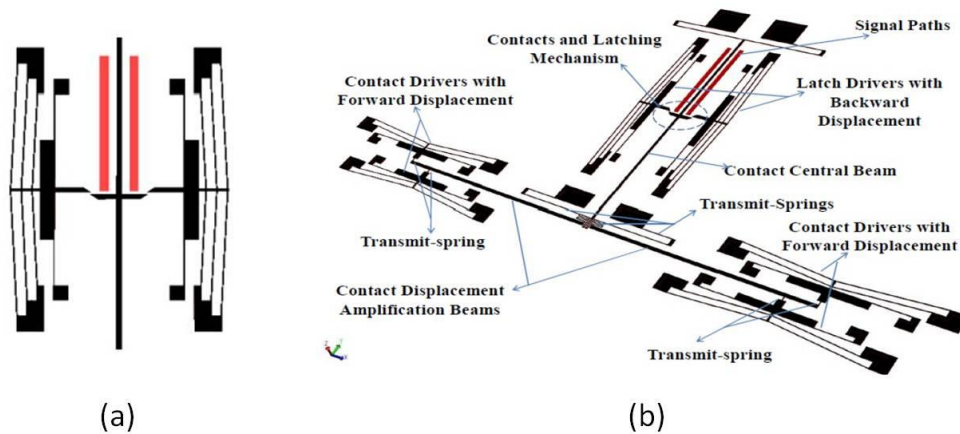 Signal Paths
Contacts and Latching
Mechanism
Contact Drivers with
Forward Displacement
Latch Drivers with
Backward
Displacement
Contact Central Beam
Transmit-Springs
Contact Drivers with
Forward Displacement
Transmit-spring
Contact Displacement
Amplification Beams
Transmit-spring
(a)
(b)